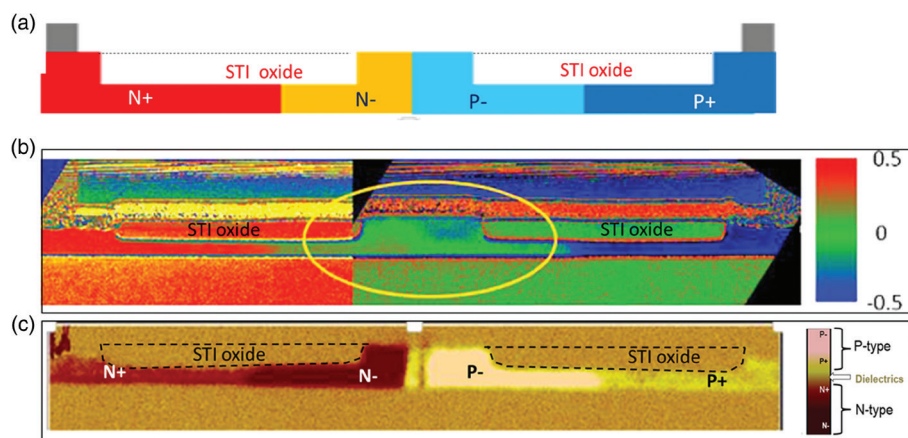 (a)
STI oxide
STI oxide
N+
N-
P-
P+
(b)
0.5
STI oxide
STI oxide
0
-0.5
(c)
STI oxide
STI oxide
N+
N-
P-
P+
P-
P-type
P+
Dielectrics
N+
N-type
N-